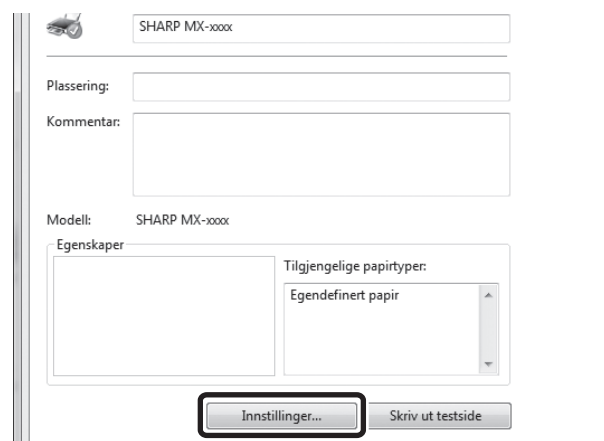 SHARP MX-xxxx
Plassering:
Kommentar:
Modell: SHARP MX-xxxx
Egenskaper
Tilgjengelige papirtyper:
Egendefinert papir
Innstillinger... Skriv ut testside